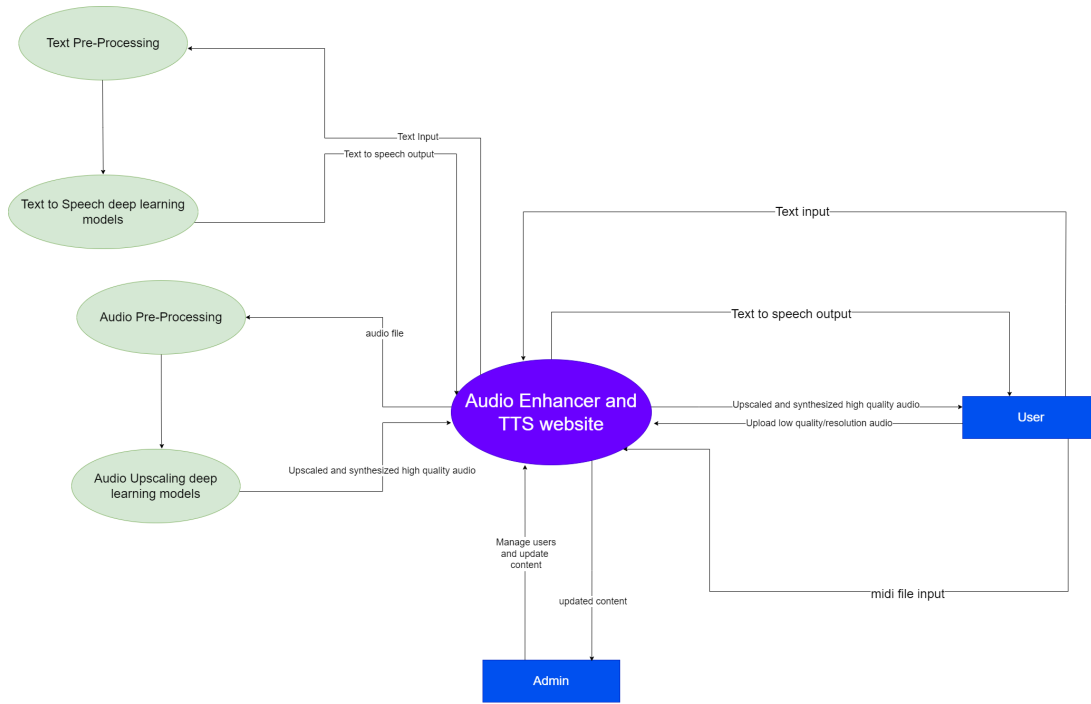 Text Pre-Processing
Text Input
Text to speech output
Text to Speech deep learning
models
Text input
Audio Pre-Processing
audio file
Text to speech output
Audio Enhancer and
TTS website
Upscaled and synthesized high quality audio
Upload low quality/resolution audio
User
Audio Upscaling deep
learning models
Upscaled and synthesized high quality audio
Manage users
and update
content
updated content
midi file input
Admin